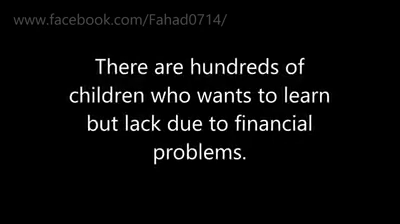 www.facebook.com/Fahad0714/
There are hundreds of
children who wants to learn
but lack due to financial
problems.